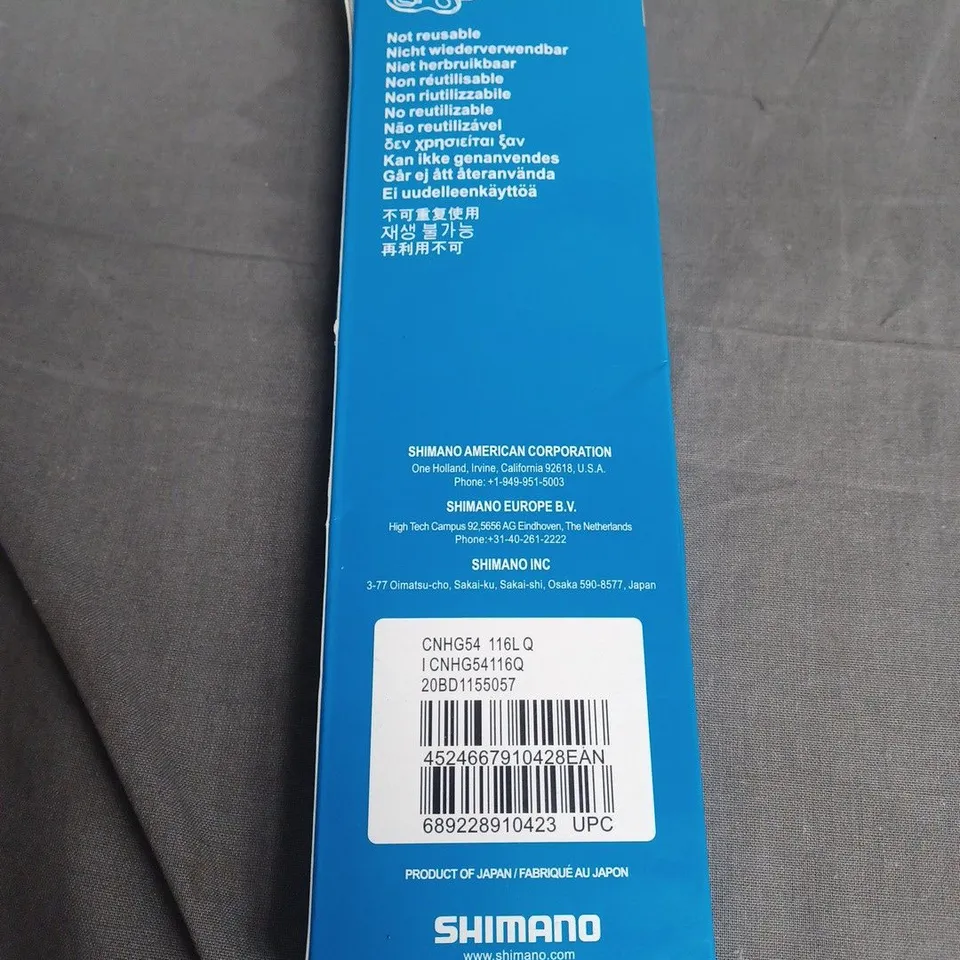 Not reusable
Nicht wiederverwendbar
Niet herbruikbaar
Non réutilisable
Non riutilizzabile
No reutilizable
Não reutilizável
δεν χρησιείται ξαν
Kan ikke genanvendes
Går ej ått återanvända
Ei uudelleenkäyttöä
不可重复使用
재생 불가능
再利用不可
SHIMANO AMERICAN CORPORATION
One Holland, Irvine, California 92618, U.S.A.
Phone: +1-949-951-5003
SHIMANO EUROPE B.V.
High Tech Campus 92,5656 AG Eindhoven, The Netherlands
Phone:+31-40-261-2222
SHIMANO INC
3-77 Oimatsu-cho, Sakai-ku, Sakai-shi, Osaka 590-8577, Japan
CNHG54 116L Q
I CNHG54116Q
20BD1155057
4524667910428EAN
689228910423 UPC
PRODUCT OF JAPAN / FABRIQUÉ AU JAPON
SHIMANO
www.shimano.com